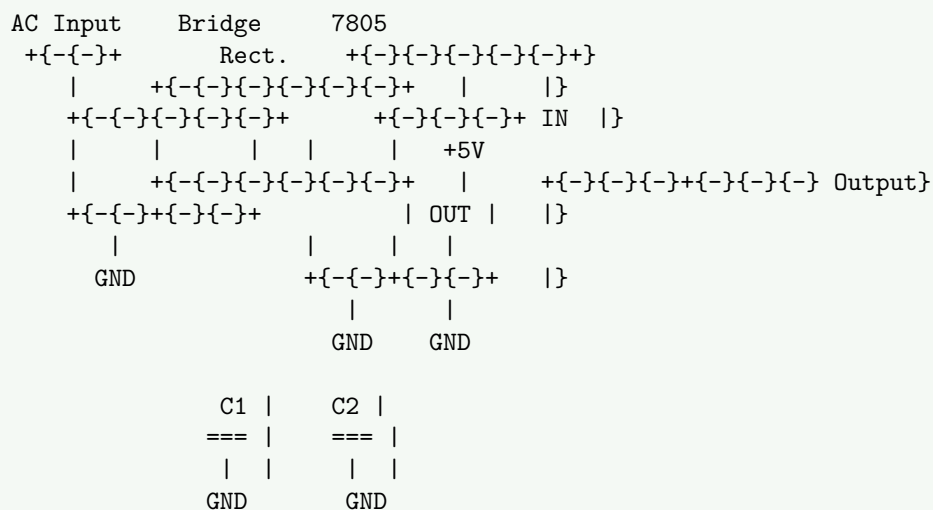 AC Input    Bridge    7805
+{-{-}+        Rect.     +{-}{-}{-}{-}{-}+}
|      +{-{-}{-}{-}{-}{-}+    |      |}
+{-{-}{-}{-}{-}+       +{-}{-}{-}+ IN  |}
|      |       |    |      |    +5V
|      +{-{-}{-}{-}{-}{-}+    |      +{-}{-}{-}+{-}{-}{-} Output}
+{-{-}+{-}{-}+            | OUT |   |}
|                |      |    |
GND              +{-{-}+{-}{-}+    |}
|       |
GND    GND
C1 |    C2 |
=== |    === |
|   |     |   |
GND       GND